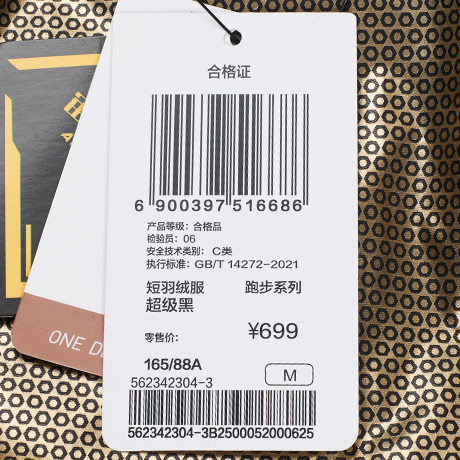 合格证
6 900397 516686
产品等级: 合格品
检验员: 06
安全技术类别: C类
执行标准: GB/T 14272-2021
短羽绒服 跑步系列
超级黑
零售价: ¥699
165/88A
562342304-3 M
562342304-3B2500052000625
ONE